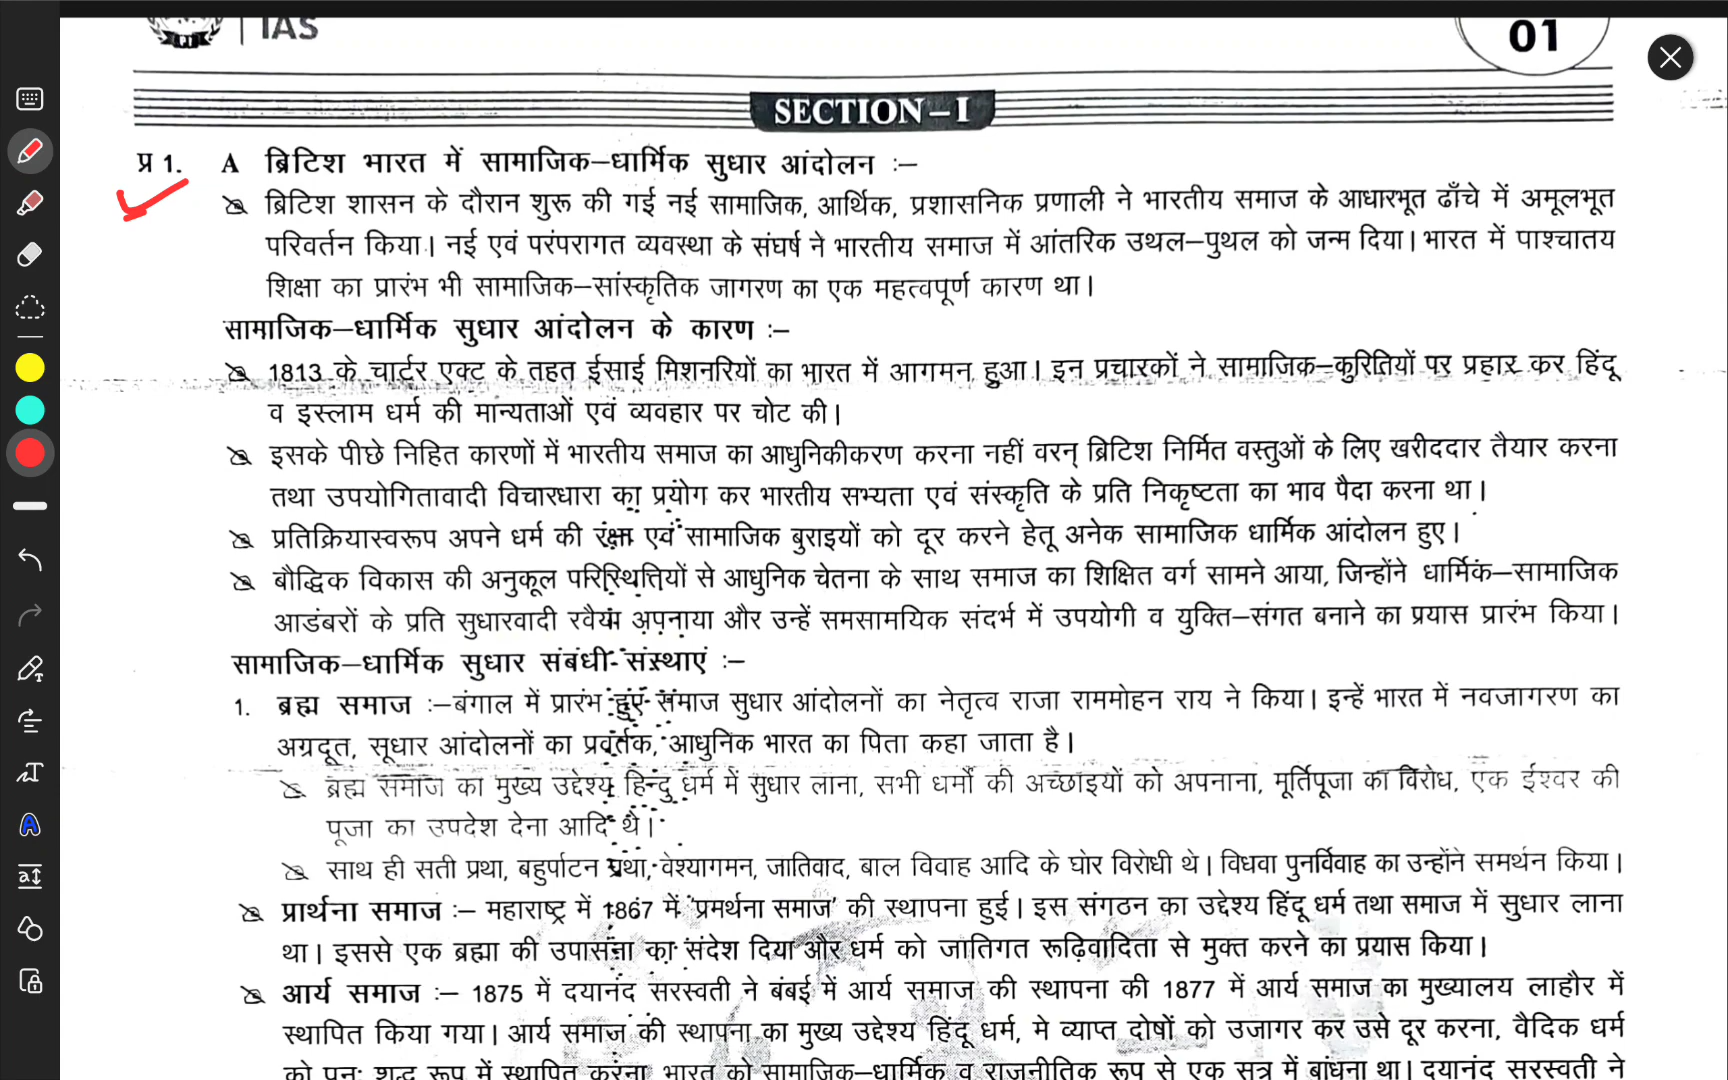 IAS
01
SECTION-I
प्र 1. A ब्रिटिश भारत में सामाजिक–धार्मिक सुधार आंदोलन :–
ब्रिटिश शासन के दौरान शुरू की गई नई सामाजिक, आर्थिक, प्रशासनिक प्रणाली ने भारतीय समाज के आधारभूत ढाँचे में अमूलभूत
परिवर्तन किया। नई एवं परंपरागत व्यवस्था के संघर्ष ने भारतीय समाज में आंतरिक उथल–पुथल को जन्म दिया। भारत में पाश्चातय
शिक्षा का प्रारंभ भी सामाजिक–सांस्कृतिक जागरण का एक महत्वपूर्ण कारण था।
सामाजिक–धार्मिक सुधार आंदोलन के कारण :–
1813 के चार्टर एक्ट के तहत ईसाई मिशनरियों का भारत में आगमन हुआ। इन प्रचारकों ने सामाजिक–कुरितियों पर प्रहार कर हिंदू
व इस्लाम धर्म की मान्यताओं एवं व्यवहार पर चोट की।
इसके पीछे निहित कारणों में भारतीय समाज का आधुनिकीकरण करना नहीं वरन् ब्रिटिश निर्मित वस्तुओं के लिए खरीददार तैयार करना
तथा उपयोगितावादी विचारधारा का प्रयोग कर भारतीय सभ्यता एवं संस्कृति के प्रति निकृष्टता का भाव पैदा करना था।
प्रतिक्रियास्वरूप अपने धर्म की रक्षा एवं सामाजिक बुराइयों को दूर करने हेतू अनेक सामाजिक धार्मिक आंदोलन हुए।
बौद्धिक विकास की अनुकूल परिस्थितियों से आधुनिक चेतना के साथ समाज का शिक्षित वर्ग सामने आया, जिन्होंने धार्मिक–सामाजिक
आडंबरों के प्रति सुधारवादी रवैया अपनाया और उन्हें समसामयिक संदर्भ में उपयोगी व युक्ति–संगत बनाने का प्रयास प्रारंभ किया।
सामाजिक–धार्मिक सुधार संबंधी संस्थाएं :–
1. ब्रह्म समाज :–बंगाल में प्रारंभ हुए समाज सुधार आंदोलनों का नेतृत्व राजा राममोहन राय ने किया। इन्हें भारत में नवजागरण का
अग्रदूत, सूधार आंदोलनों का प्रवर्तक, आधुनिक भारत का पिता कहा जाता है।
ब्रह्म समाज का मुख्य उद्देश्य हिन्दु धर्म में सुधार लाना, सभी धर्मों की अच्छाइयों को अपनाना, मूर्तिपूजा का विरोध, एक ईश्वर की
पूजा का उपदेश देना आदि थे।
साथ ही सती प्रथा, बहुर्पाटन प्रथा, वेश्यागमन, जातिवाद, बाल विवाह आदि के घोर विरोधी थे। विधवा पुनर्विवाह का उन्होंने समर्थन किया।
प्रार्थना समाज :– महाराष्ट्र में 1867 में 'प्रमर्थना समाज' की स्थापना हुई। इस संगठन का उद्देश्य हिंदू धर्म तथा समाज में सुधार लाना
था। इससे एक ब्रह्मा की उपासना का संदेश दिया और धर्म को जातिगत रूढ़िवादिता से मुक्त करने का प्रयास किया।
आर्य समाज :– 1875 में दयानंद सरस्वती ने बंबई में आर्य समाज की स्थापना की 1877 में आर्य समाज का मुख्यालय लाहौर में
स्थापित किया गया। आर्य समाज की स्थापना का मुख्य उद्देश्य हिंदू धर्म, मे व्याप्त दोषों को उजागर कर उसे दूर करना, वैदिक धर्म
को पुनः शुद्ध रूप में स्थापित करना, भारत को सामाजिक–धार्मिक व राजनीतिक रूप से एक सूत्र में बांधना था। दयानंद सरस्वती ने